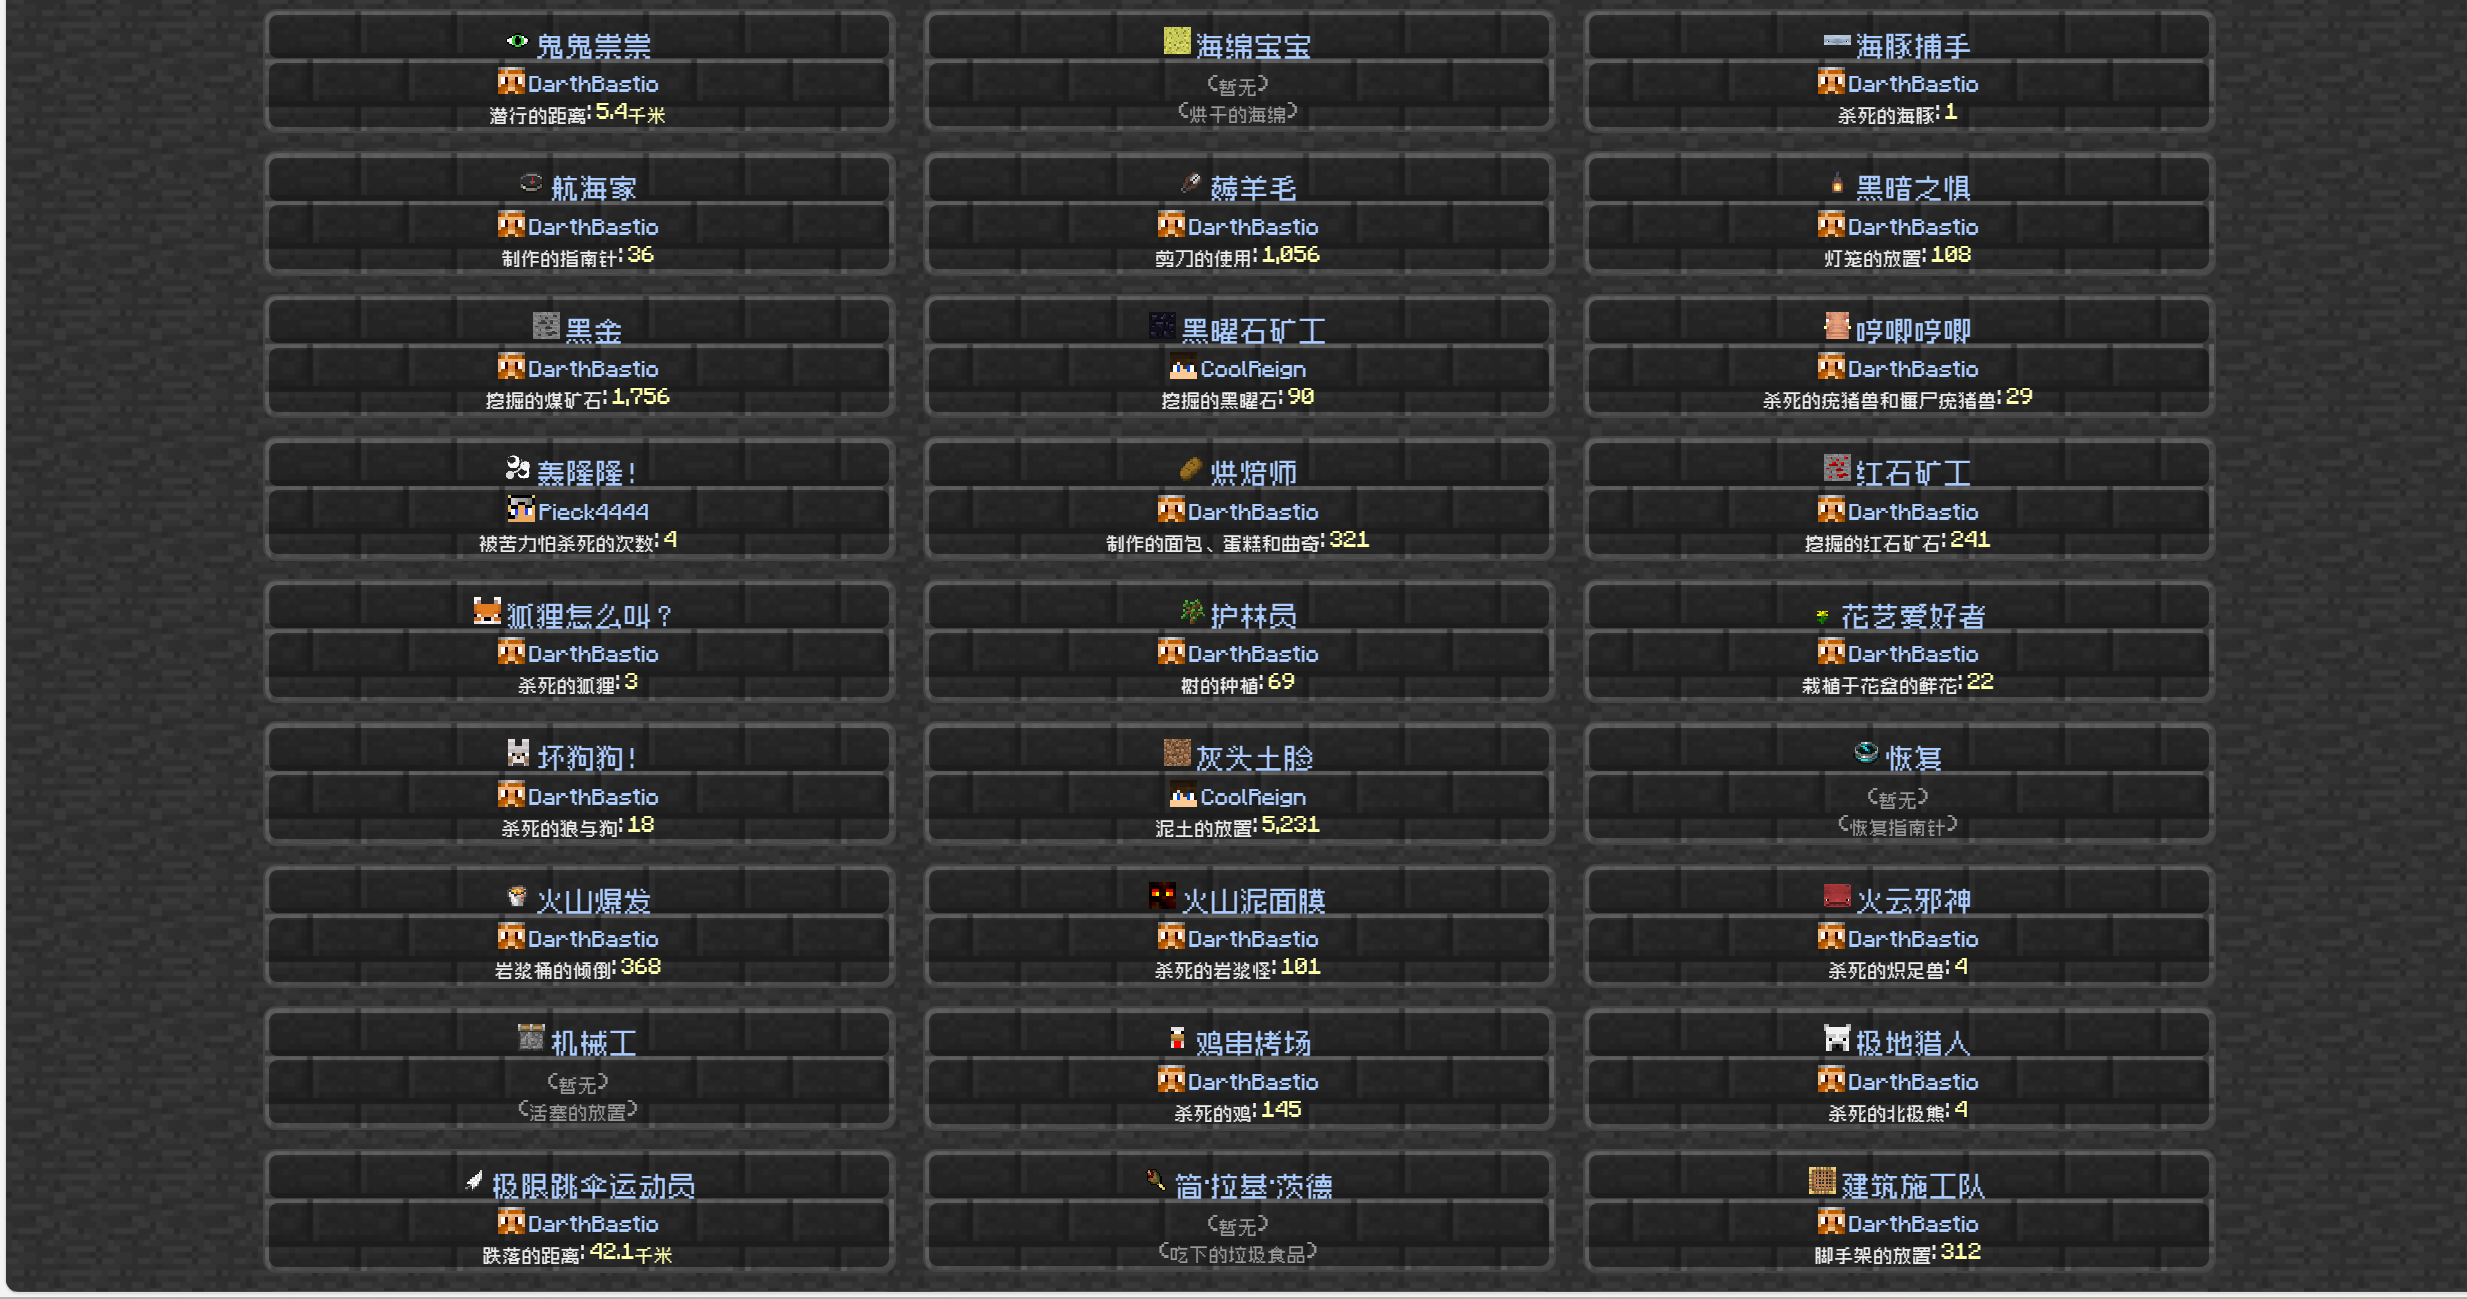 鬼鬼祟祟
DarthBastio
潜行的距离:5.4千米
海绵宝宝
(暂无)
(烘干的海绵)
海豚捕手
DarthBastio
杀死的海豚:1
航海家
DarthBastio
制作的指南针:36
薅羊毛
DarthBastio
剪刀的使用:1,056
黑暗之惧
DarthBastio
灯笼的放置:108
黑金
DarthBastio
挖掘的煤矿石:1,756
黑曜石矿工
CoolReign
挖掘的黑曜石:90
哼唧哼唧
DarthBastio
杀死的疣猪兽和僵尸疣猪兽:29
轰隆隆!
Pieck4444
被苦力怕杀死的次数:4
烘焙师
DarthBastio
制作的面包、蛋糕和曲奇:321
红石矿工
DarthBastio
挖掘的红石矿石:241
狐狸怎么叫?
DarthBastio
杀死的狐狸:3
护林员
DarthBastio
树的种植:69
花艺爱好者
DarthBastio
栽植于花盆的鲜花:22
坏狗狗!
DarthBastio
杀死的狼与狗:18
灰头土脸
CoolReign
泥土的放置:5,231
恢复
(暂无)
(恢复指南针)
火山爆发
DarthBastio
岩浆桶的倾倒:368
火山泥面膜
DarthBastio
杀死的岩浆怪:101
火云邪神
DarthBastio
杀死的炽足兽:4
机械工
(暂无)
(活塞的放置)
鸡串烤场
DarthBastio
杀死的鸡:145
极地猎人
DarthBastio
杀死的北极熊:4
极限跳伞运动员
DarthBastio
跌落的距离:42.1千米
简·拉基·茨德
(暂无)
(吃下的垃圾食品)
建筑施工队
DarthBastio
脚手架的放置:312